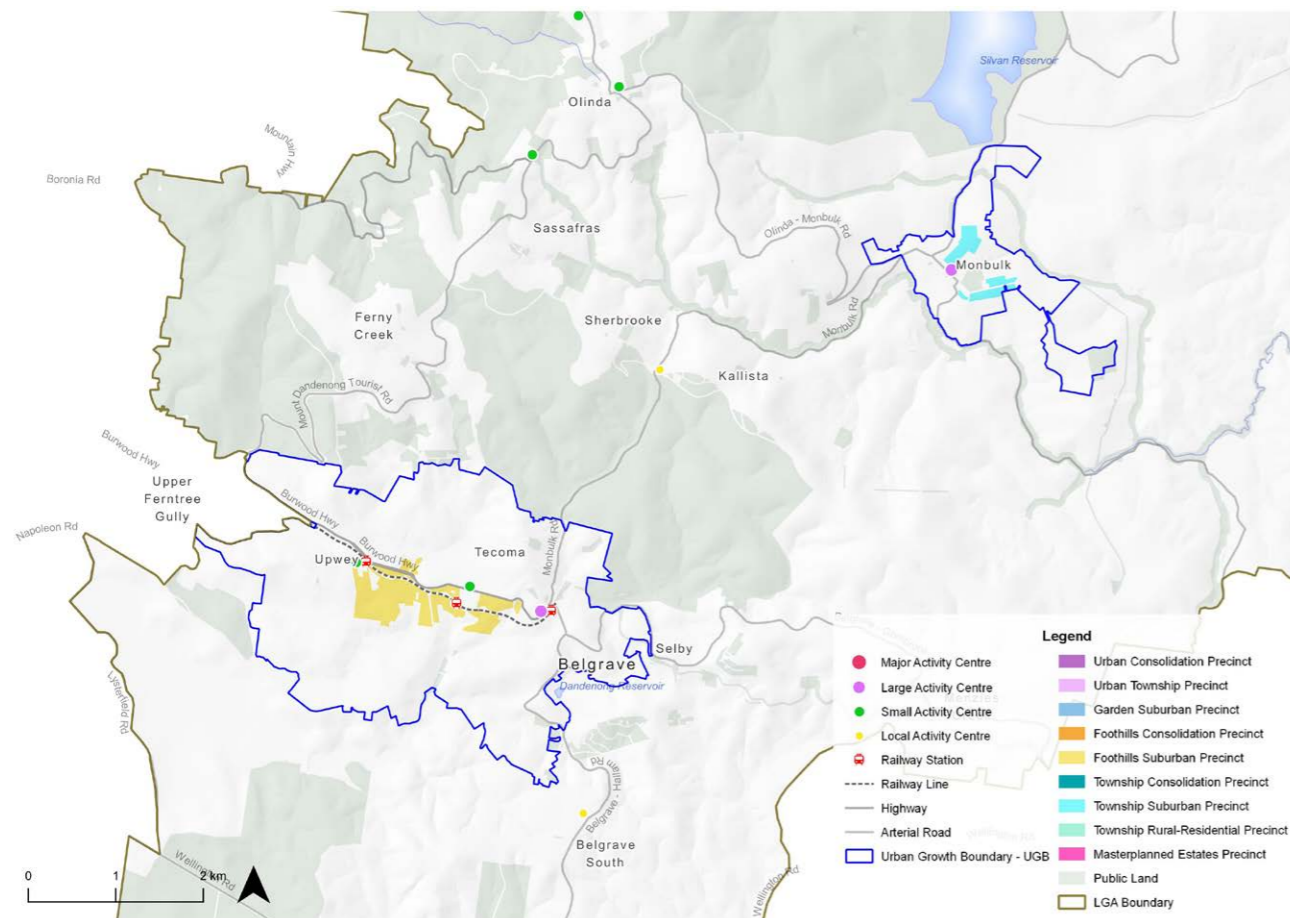 Silvan Reservoir
Olinda
Mountain
Hwy
Boronia Rd
Olinda - Monbulk Rd
Sassafras
Monbulk
Ferny
Creek
Sherbrooke
Monbulk Rd
Kallista
Mount Dandenong Tourist Rd
Burwood Hwy
Upper
Ferntree
Gully
Napoleon Rd
Burwood Hwy
Burwood Hwy
Upwey
Tecoma
Monbulk Rd
Selby
Belgrave
Dandenong Reservoir
Lysterfield Rd
Belgrave - Hallam Rd
Belgrave
South
Wellington Rd
Wellington Rd
0 1 2 km
Legend
Major Activity Centre
Large Activity Centre
Small Activity Centre
Local Activity Centre
Railway Station
Railway Line
Highway
Arterial Road
Urban Growth Boundary - UGB
Urban Consolidation Precinct
Urban Township Precinct
Garden Suburban Precinct
Foothills Consolidation Precinct
Foothills Suburban Precinct
Township Consolidation Precinct
Township Suburban Precinct
Township Rural-Residential Precinct
Masterplanned Estates Precinct
Public Land
LGA Boundary